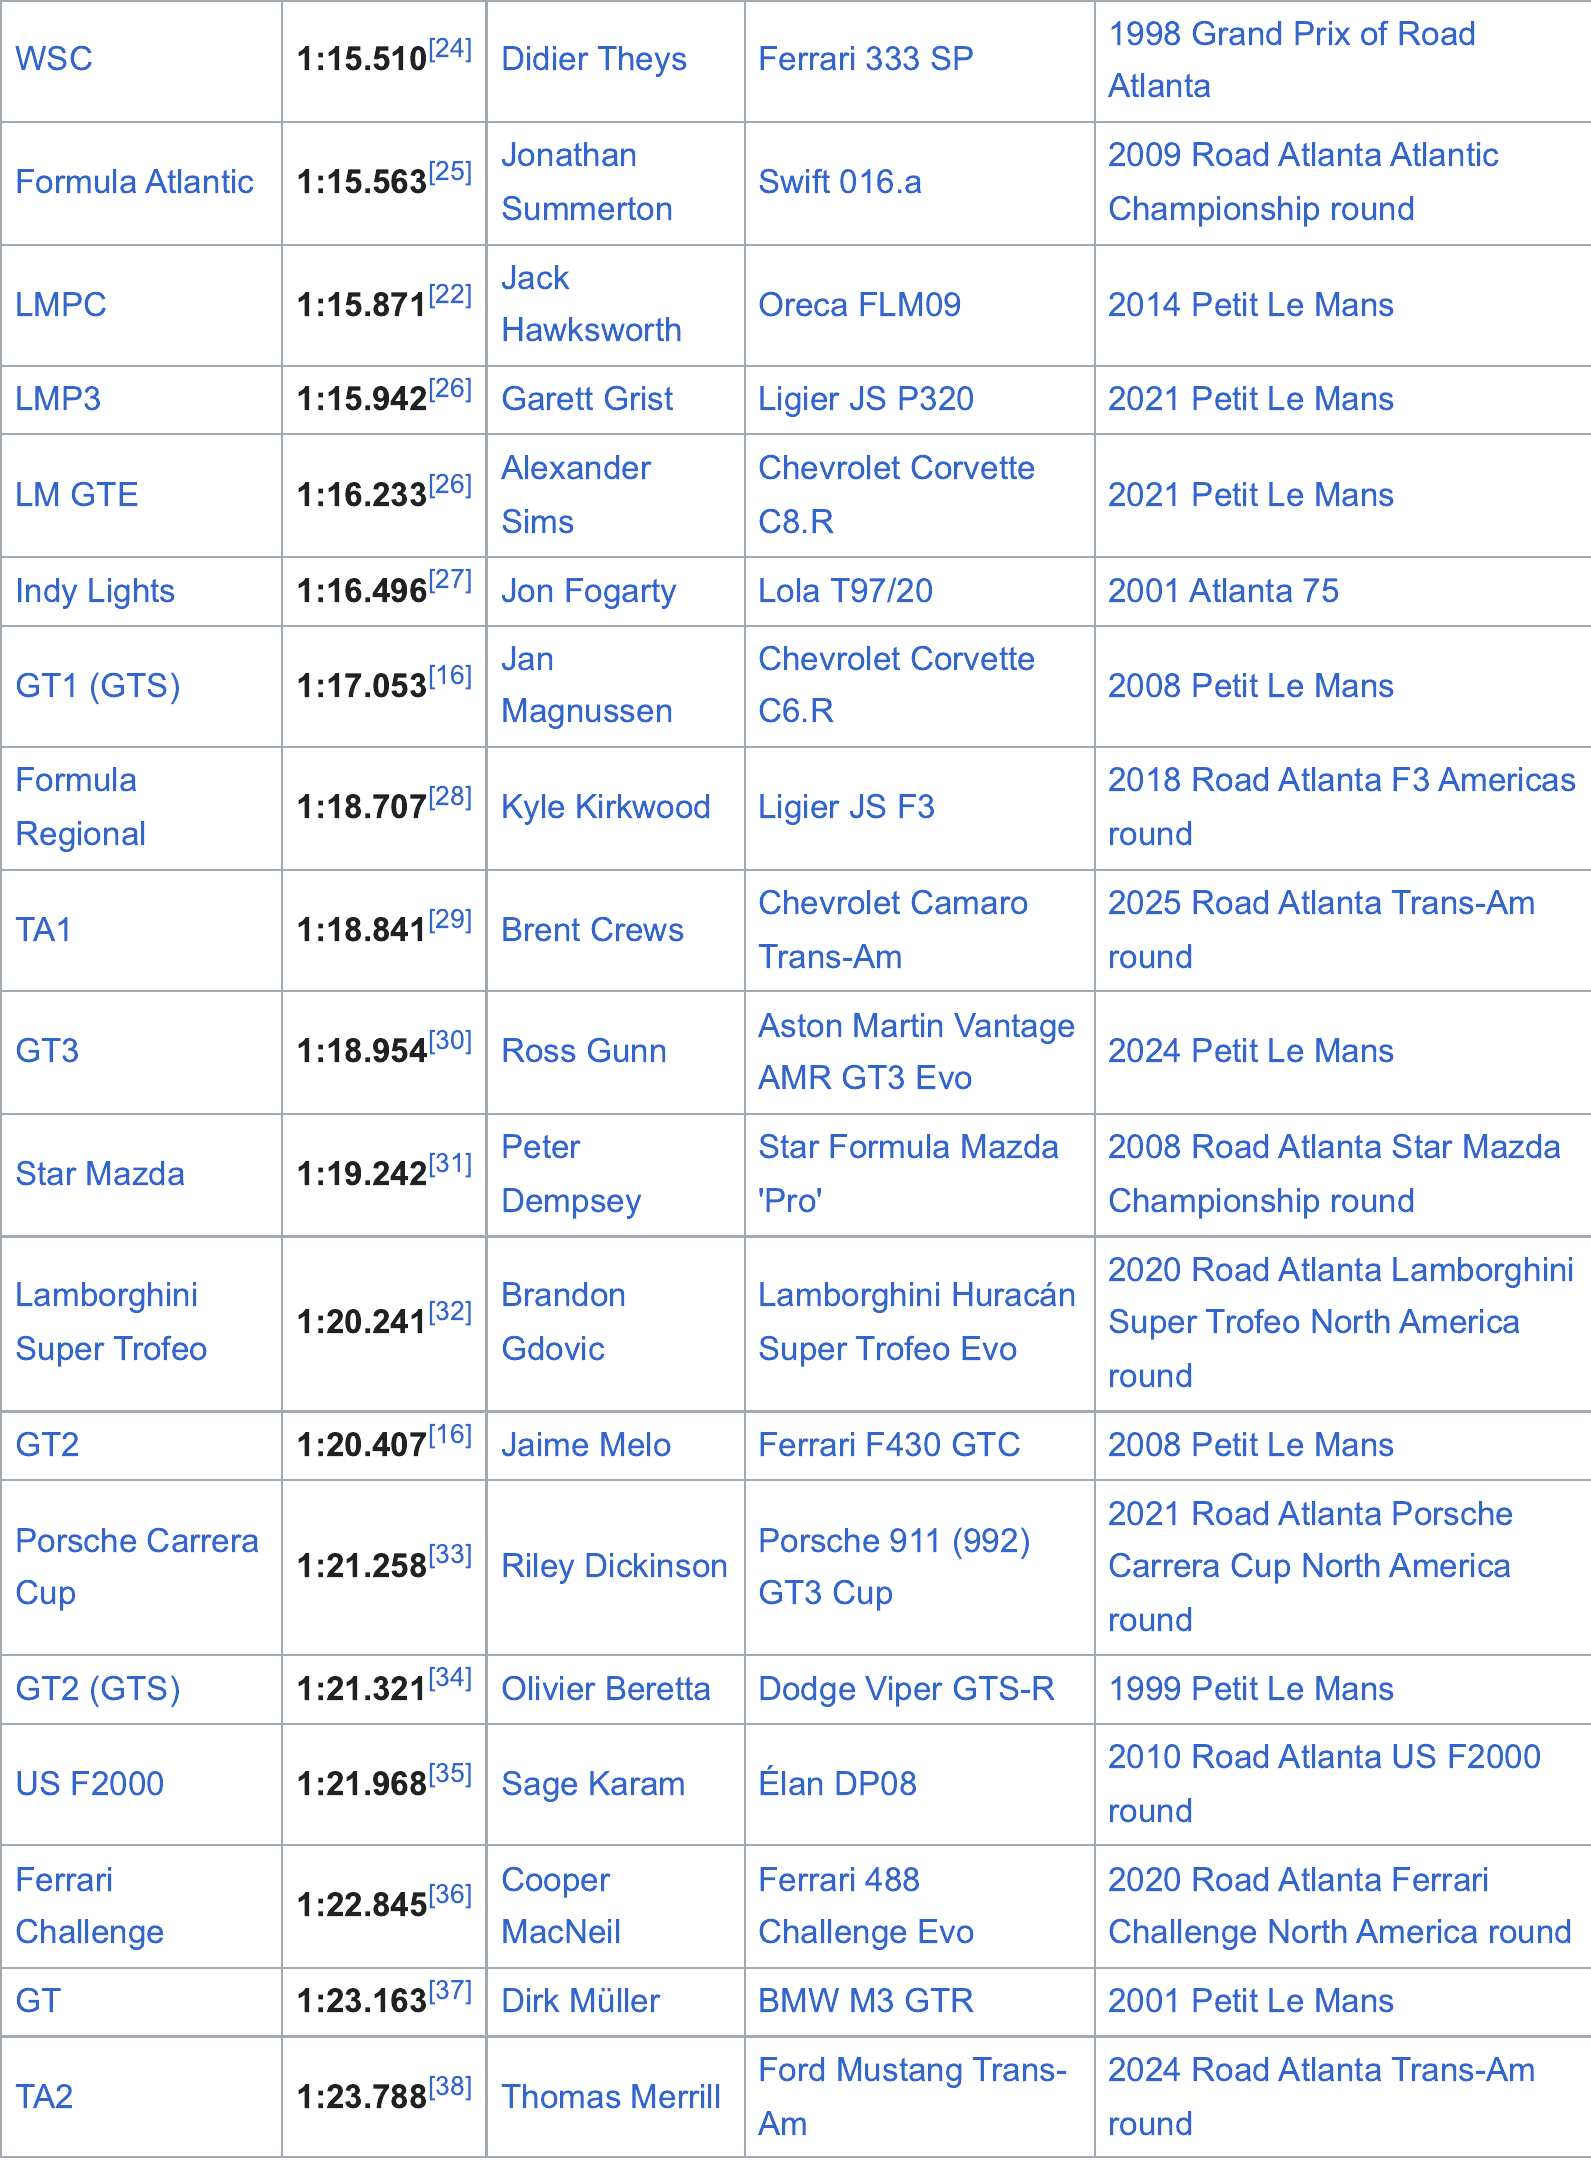 WSC 1:15.510[24] Didier Theys Ferrari 333 SP 1998 Grand Prix of Road
Atlanta
Formula Atlantic 1:15.563[25] Jonathan
Summerton Swift 016.a 2009 Road Atlanta Atlantic
Championship round
LMPC 1:15.871[22] Jack
Hawksworth Oreca FLM09 2014 Petit Le Mans
LMP3 1:15.942[26] Garett Grist Ligier JS P320 2021 Petit Le Mans
LM GTE 1:16.233[26] Alexander
Sims Chevrolet Corvette
C8.R 2021 Petit Le Mans
Indy Lights 1:16.496[27] Jon Fogarty Lola T97/20 2001 Atlanta 75
GT1 (GTS) 1:17.053[16] Jan
Magnussen Chevrolet Corvette
C6.R 2008 Petit Le Mans
Formula
Regional 1:18.707[28] Kyle Kirkwood Ligier JS F3 2018 Road Atlanta F3 Americas
round
TA1 1:18.841[29] Brent Crews Chevrolet Camaro
Trans-Am 2025 Road Atlanta Trans-Am
round
GT3 1:18.954[30] Ross Gunn Aston Martin Vantage
AMR GT3 Evo 2024 Petit Le Mans
Star Mazda 1:19.242[31] Peter
Dempsey Star Formula Mazda
'Pro' 2008 Road Atlanta Star Mazda
Championship round
Lamborghini
Super Trofeo 1:20.241[32] Brandon
Gdovic Lamborghini Huracán
Super Trofeo Evo 2020 Road Atlanta Lamborghini
Super Trofeo North America
round
GT2 1:20.407[16] Jaime Melo Ferrari F430 GTC 2008 Petit Le Mans
Porsche Carrera
Cup 1:21.258[33] Riley Dickinson Porsche 911 (992)
GT3 Cup 2021 Road Atlanta Porsche
Carrera Cup North America
round
GT2 (GTS) 1:21.321[34] Olivier Beretta Dodge Viper GTS-R 1999 Petit Le Mans
US F2000 1:21.968[35] Sage Karam Élan DP08 2010 Road Atlanta US F2000
round
Ferrari
Challenge 1:22.845[36] Cooper
MacNeil Ferrari 488
Challenge Evo 2020 Road Atlanta Ferrari
Challenge North America round
GT 1:23.163[37] Dirk Müller BMW M3 GTR 2001 Petit Le Mans
TA2 1:23.788[38] Thomas Merrill Ford Mustang Trans-
Am 2024 Road Atlanta Trans-Am
round